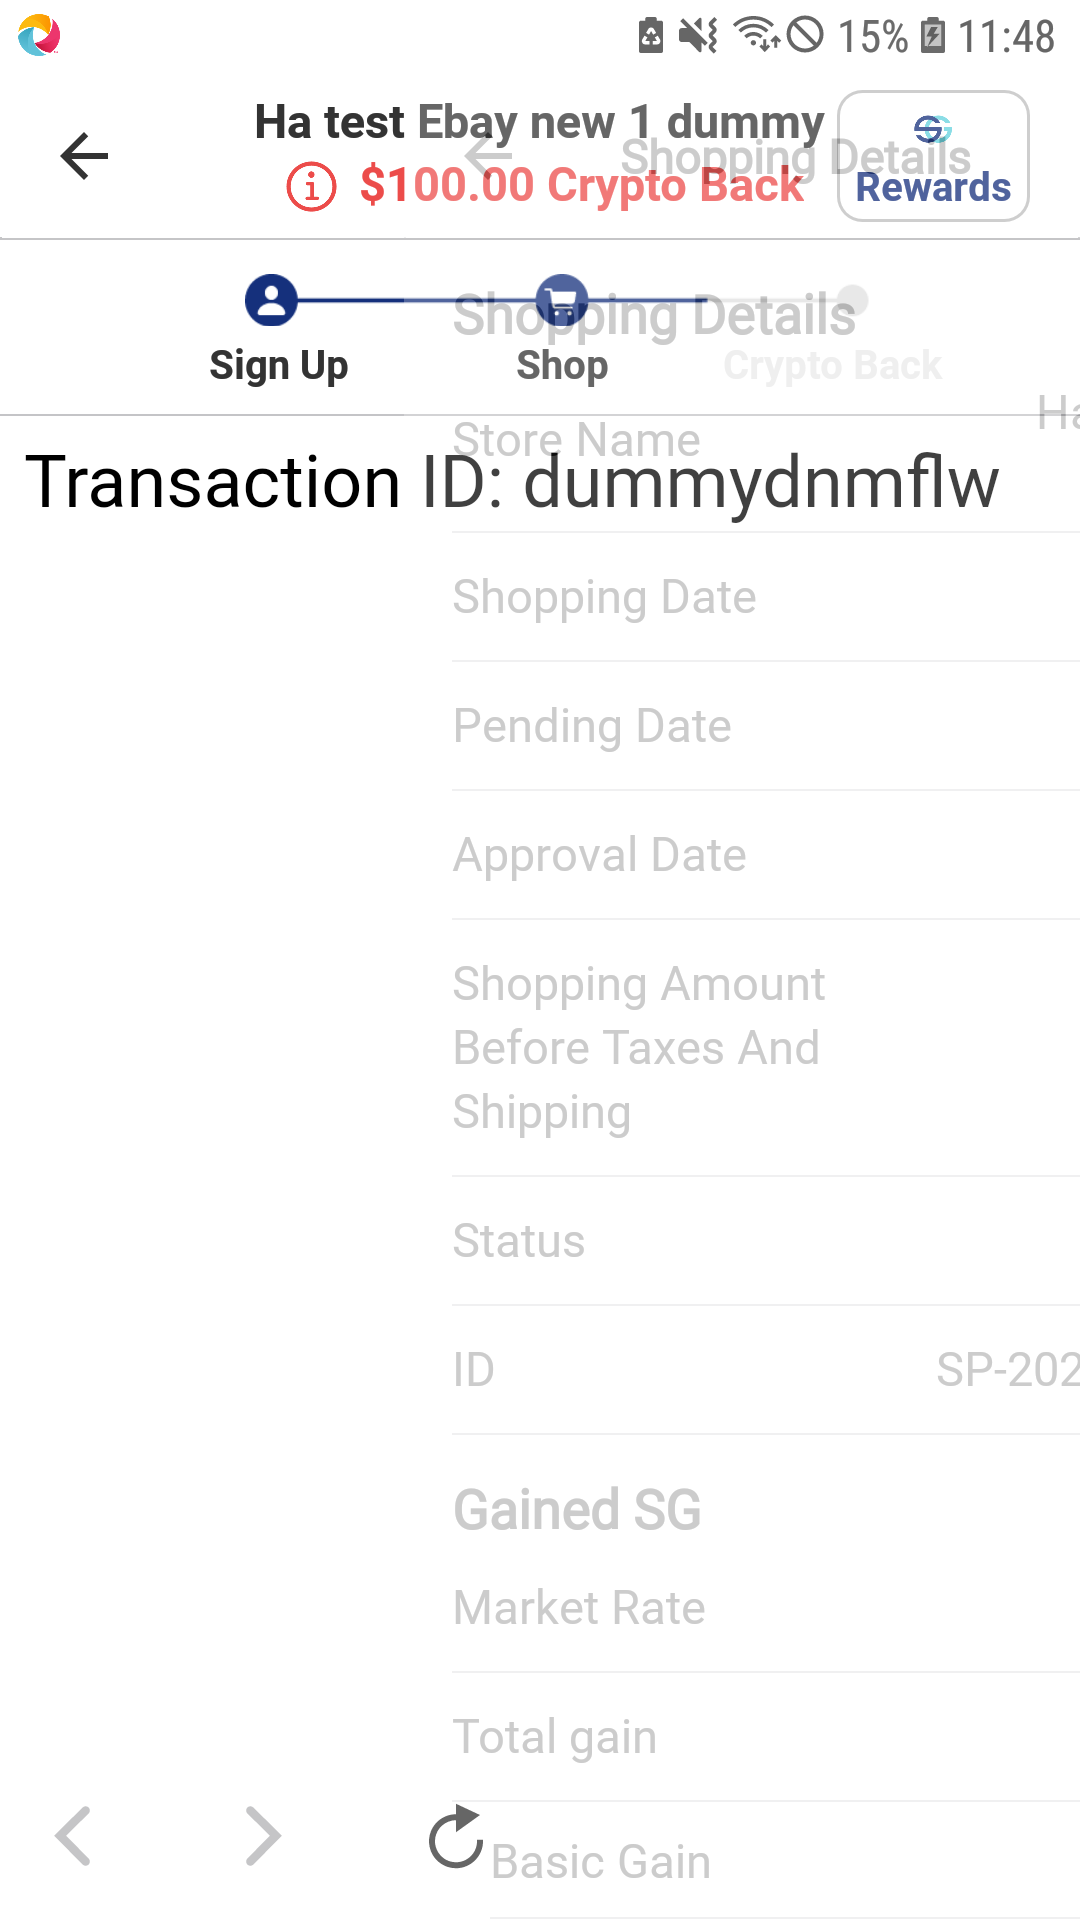 15% 11:48
Ha test Ebay new 1 dummy
$100.00 Crypto Back
Rewards
Shopping Details
Sign Up
Shop
Crypto Back
Shopping Details
Store Name
Ha
Transaction ID: dummydnmflw
Shopping Date
Pending Date
Approval Date
Shopping Amount
Before Taxes And
Shipping
Status
ID
SP-202
Gained SG
Market Rate
Total gain
Basic Gain